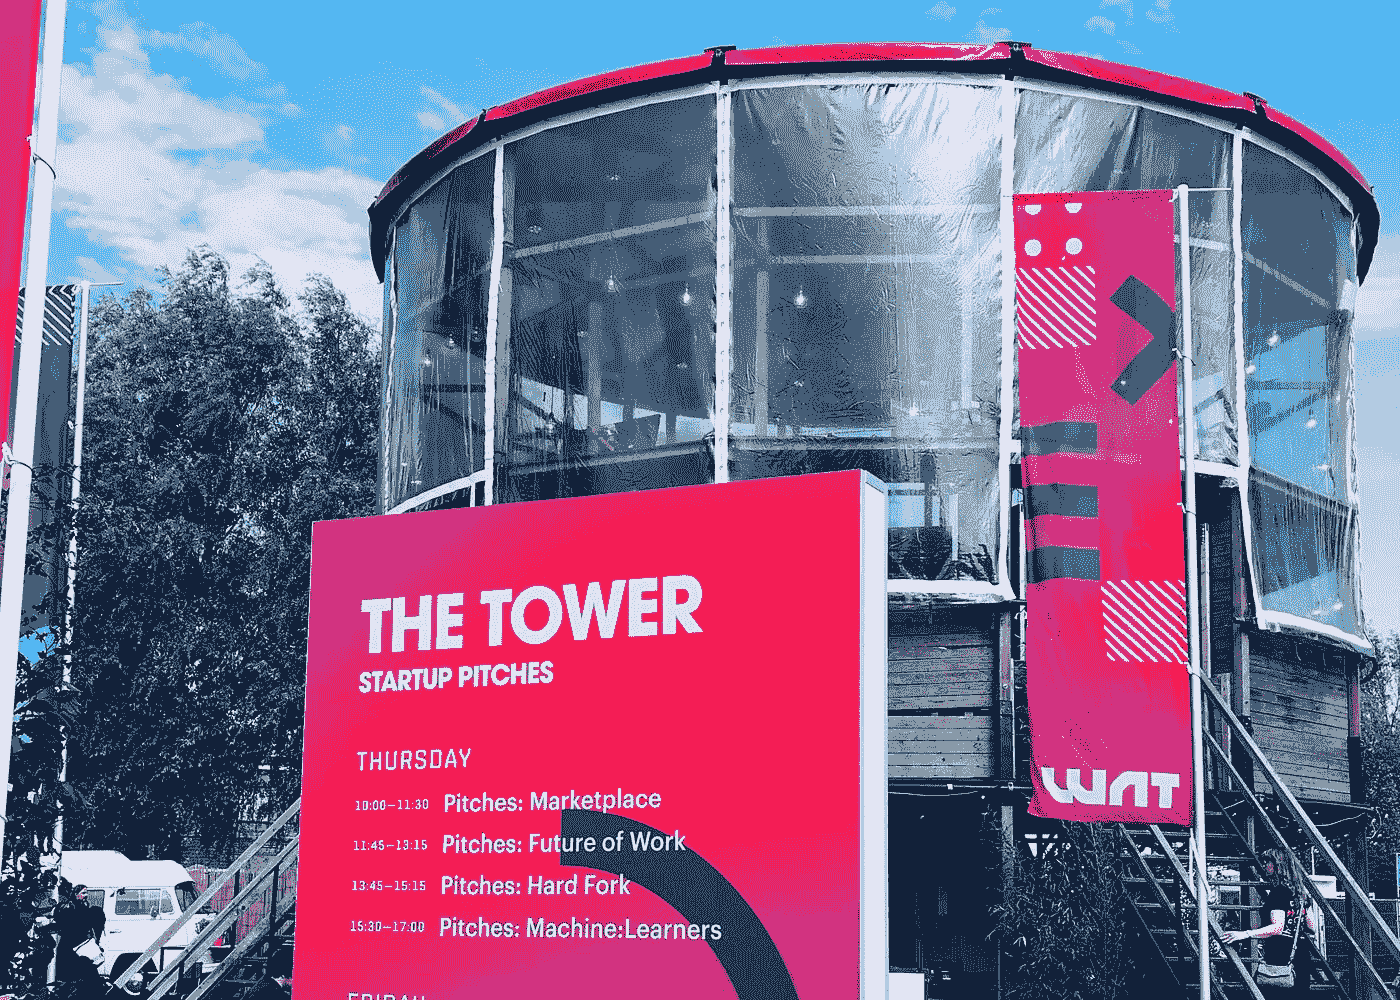 THE TOWER
STARTUP PITCHES
THURSDAY
10:00–11:30 Pitches: Marketplace
11:45–13:15 Pitches: Future of Work
13:45–15:15 Pitches: Hard Fork
15:30–17:00 Pitches: Machine:Learners
FRIDAY
WAT